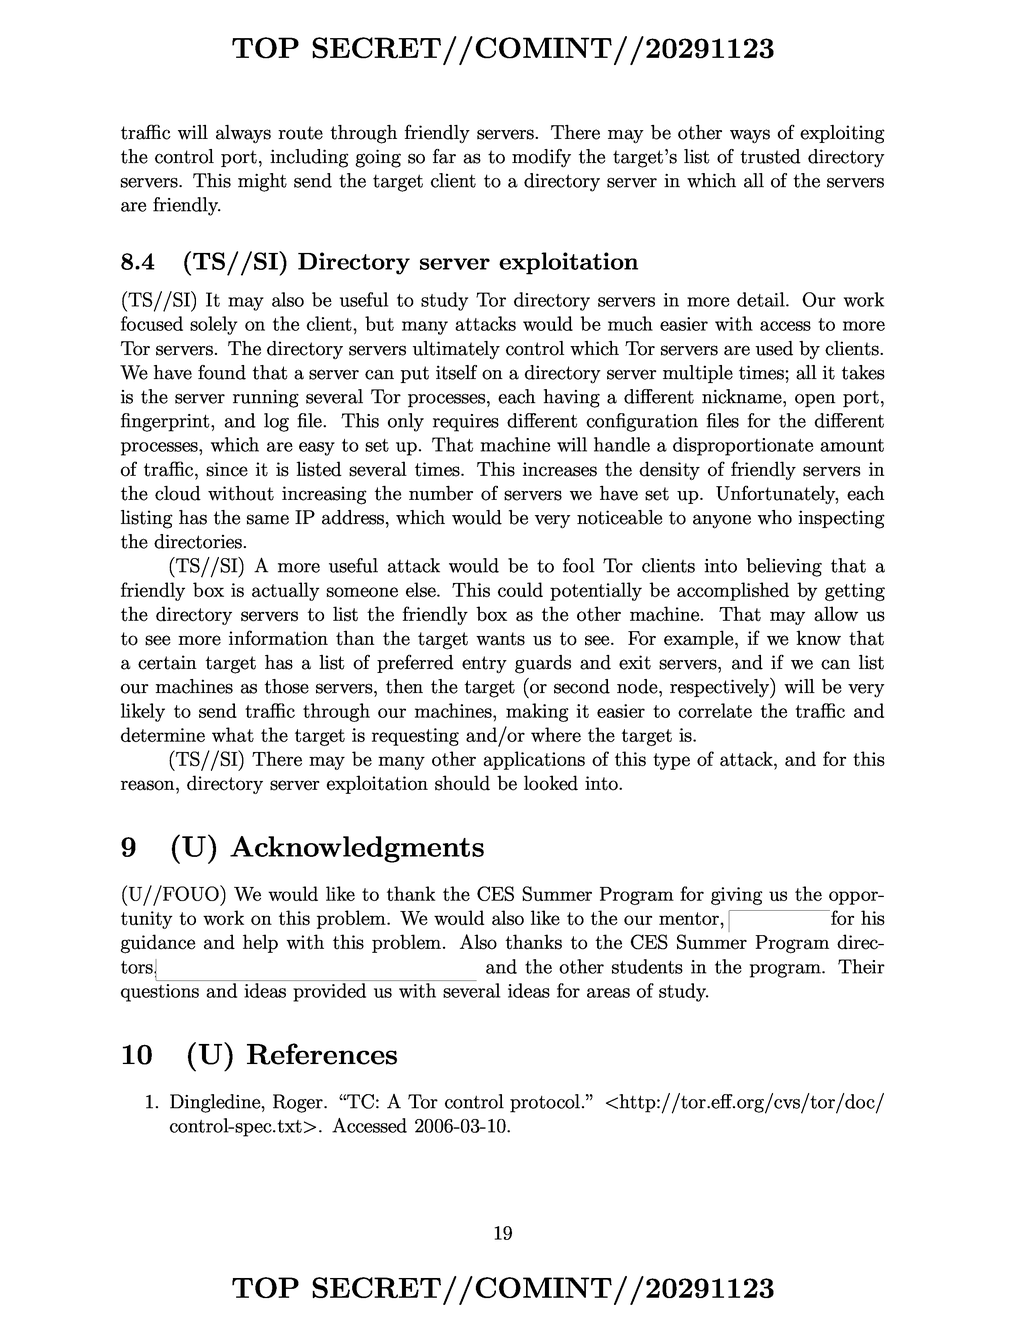 TOP SECRET//COMINT//20291123
traffic will always route through friendly servers. There may be other ways of exploiting
the control port, including going so far as to modify the target's list of trusted directory
servers. This might send the target client to a directory server in which all of the servers
are friendly.
8.4 (TS//SI) Directory server exploitation
(TS//SI) It may also be useful to study Tor directory servers in more detail. Our work
focused solely on the client, but many attacks would be much easier with access to more
Tor servers. The directory servers ultimately control which Tor servers are used by clients.
We have found that a server can put itself on a directory server multiple times; all it takes
is the server running several Tor processes, each having a different nickname, open port,
fingerprint, and log file. This only requires different configuration files for the different
processes, which are easy to set up. That machine will handle a disproportionate amount
of traffic, since it is listed several times. This increases the density of friendly servers in
the cloud without increasing the number of servers we have set up. Unfortunately, each
listing has the same IP address, which would be very noticeable to anyone who inspecting
the directories.
(TS//SI) A more useful attack would be to fool Tor clients into believing that a
friendly box is actually someone else. This could potentially be accomplished by getting
the directory servers to list the friendly box as the other machine. That may allow us
to see more information than the target wants us to see. For example, if we know that
a certain target has a list of preferred entry guards and exit servers, and if we can list
our machines as those servers, then the target (or second node, respectively) will be very
likely to send traffic through our machines, making it easier to correlate the traffic and
determine what the target is requesting and/or where the target is.
(TS//SI) There may be many other applications of this type of attack, and for this
reason, directory server exploitation should be looked into.
9 (U) Acknowledgments
(U//FOUO) We would like to thank the CES Summer Program for giving us the oppor-
tunity to work on this problem. We would also like to the our mentor, for his
guidance and help with this problem. Also thanks to the CES Summer Program direc-
tors, and the other students in the program. Their
questions and ideas provided us with several ideas for areas of study.
10 (U) References
1. Dingledine, Roger. “TC: A Tor control protocol.” <http://tor.eff.org/cvs/tor/doc/
control-spec.txt>. Accessed 2006-03-10.
19
TOP SECRET//COMINT//20291123